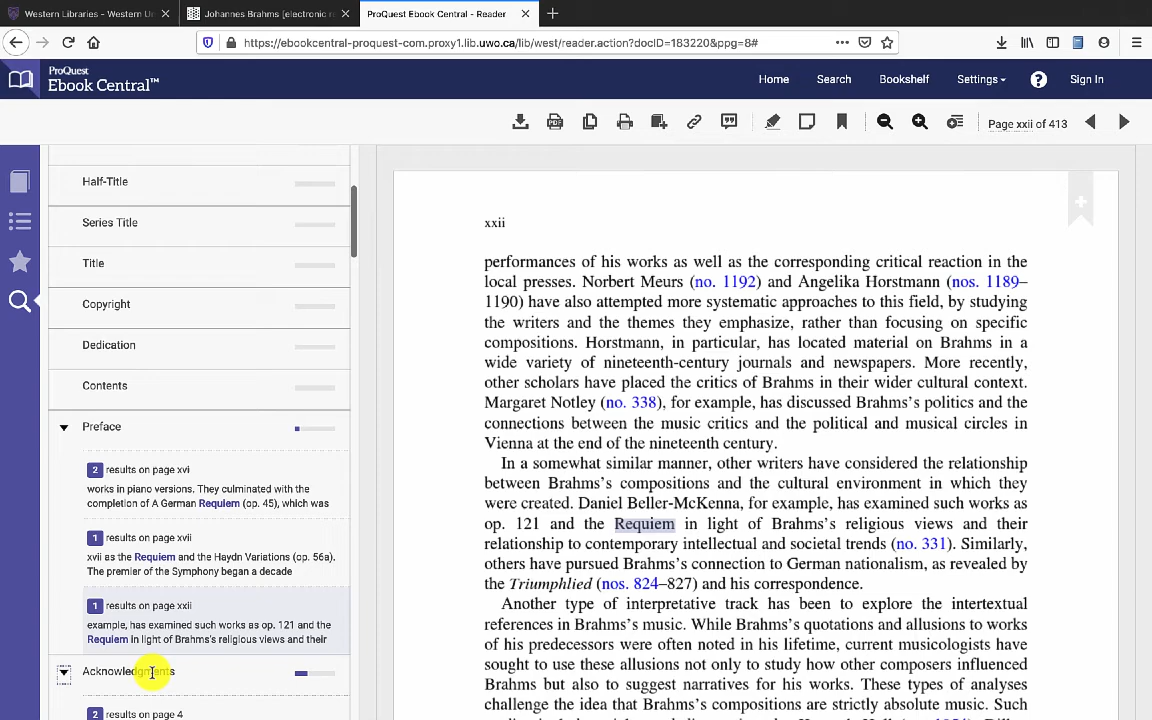 Western Libraries - Western Un
Johannes Brahms [electronic re
ProQuest Ebook Central - Reader
https://ebookcentral-proquest-com.proxy1.lib.uwo.ca/lib/west/reader.action?docID=183220&ppg=8#
ProQuest
Ebook Central™
Home
Search
Bookshelf
Settings
Sign In
PDF
Page xxii of 413
Half-Title
Series Title
Title
Copyright
Dedication
Contents
Preface
2 results on page xvi
works in piano versions. They culminated with the
completion of A German Requiem (op. 45), which was
1 results on page xvii
xvii as the Requiem and the Haydn Variations (op. 56a).
The premier of the Symphony began a decade
1 results on page xxii
example, has examined such works as op. 121 and the
Requiem in light of Brahms's religious views and their
Acknowledgments
2 results on page 4
xxii
performances of his works as well as the corresponding critical reaction in the
local presses. Norbert Meurs (no. 1192) and Angelika Horstmann (nos. 1189–
1190) have also attempted more systematic approaches to this field, by studying
the writers and the themes they emphasize, rather than focusing on specific
compositions. Horstmann, in particular, has located material on Brahms in a
wide variety of nineteenth-century journals and newspapers. More recently,
other scholars have placed the critics of Brahms in their wider cultural context.
Margaret Notley (no. 338), for example, has discussed Brahms's politics and the
connections between the music critics and the political and musical circles in
Vienna at the end of the nineteenth century.
In a somewhat similar manner, other writers have considered the relationship
between Brahms's compositions and the cultural environment in which they
were created. Daniel Beller-McKenna, for example, has examined such works as
op. 121 and the Requiem in light of Brahms's religious views and their
relationship to contemporary intellectual and societal trends (no. 331). Similarly,
others have pursued Brahms's connection to German nationalism, as revealed by
the Triumphlied (nos. 824–827) and his correspondence.
Another type of interpretative track has been to explore the intertextual
references in Brahms's music. While Brahms's quotations and allusions to works
of his predecessors were often noted in his lifetime, current musicologists have
sought to use these allusions not only to study how other composers influenced
Brahms but also to suggest narratives for his works. These types of analyses
challenge the idea that Brahms's compositions are strictly absolute music. Such